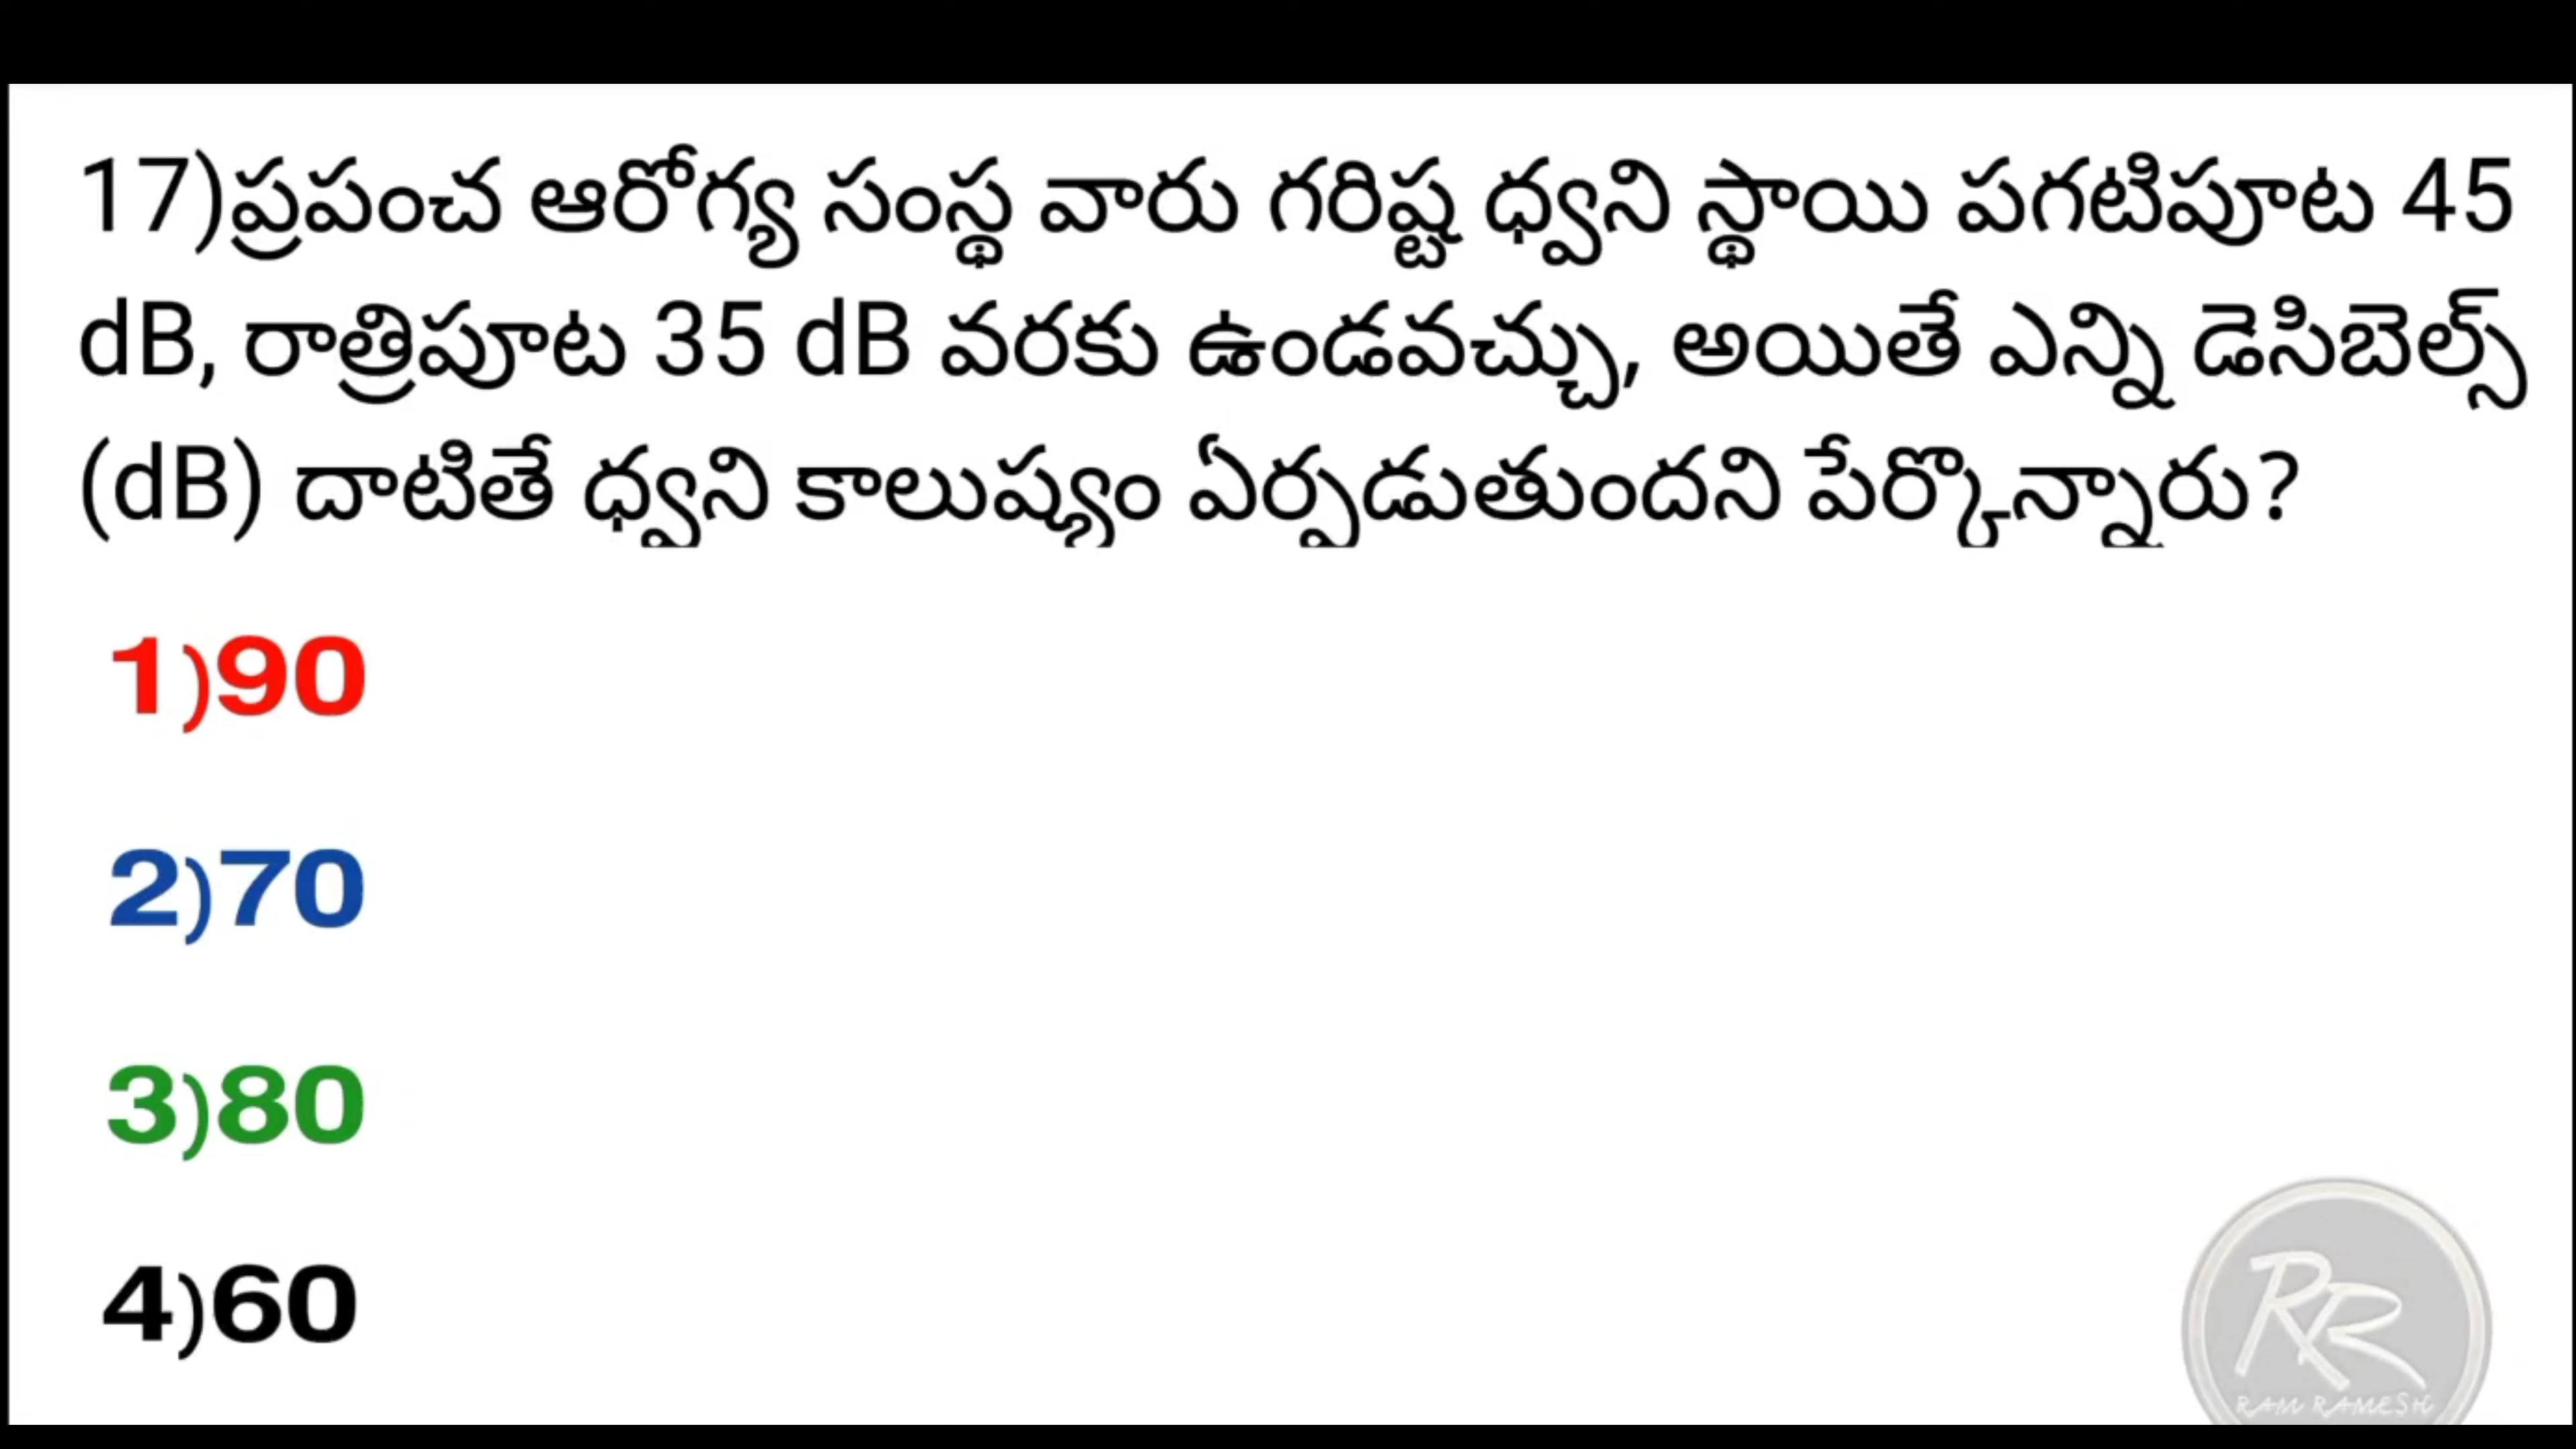 17)ప్రపంచ ఆరోగ్య సంస్థ వారు గరిష్ట ధ్వని స్థాయి పగటిపూట 45
dB, రాత్రిపూట 35 dB వరకు ఉండవచ్చు, అయితే ఎన్ని డెసిబెల్స్
(dB) దాటితే ధ్వని కాలుష్యం ఏర్పడుతుందని పేర్కొన్నారు?
1)90
2)70
3)80
4)60
RR
RAM RAMESH